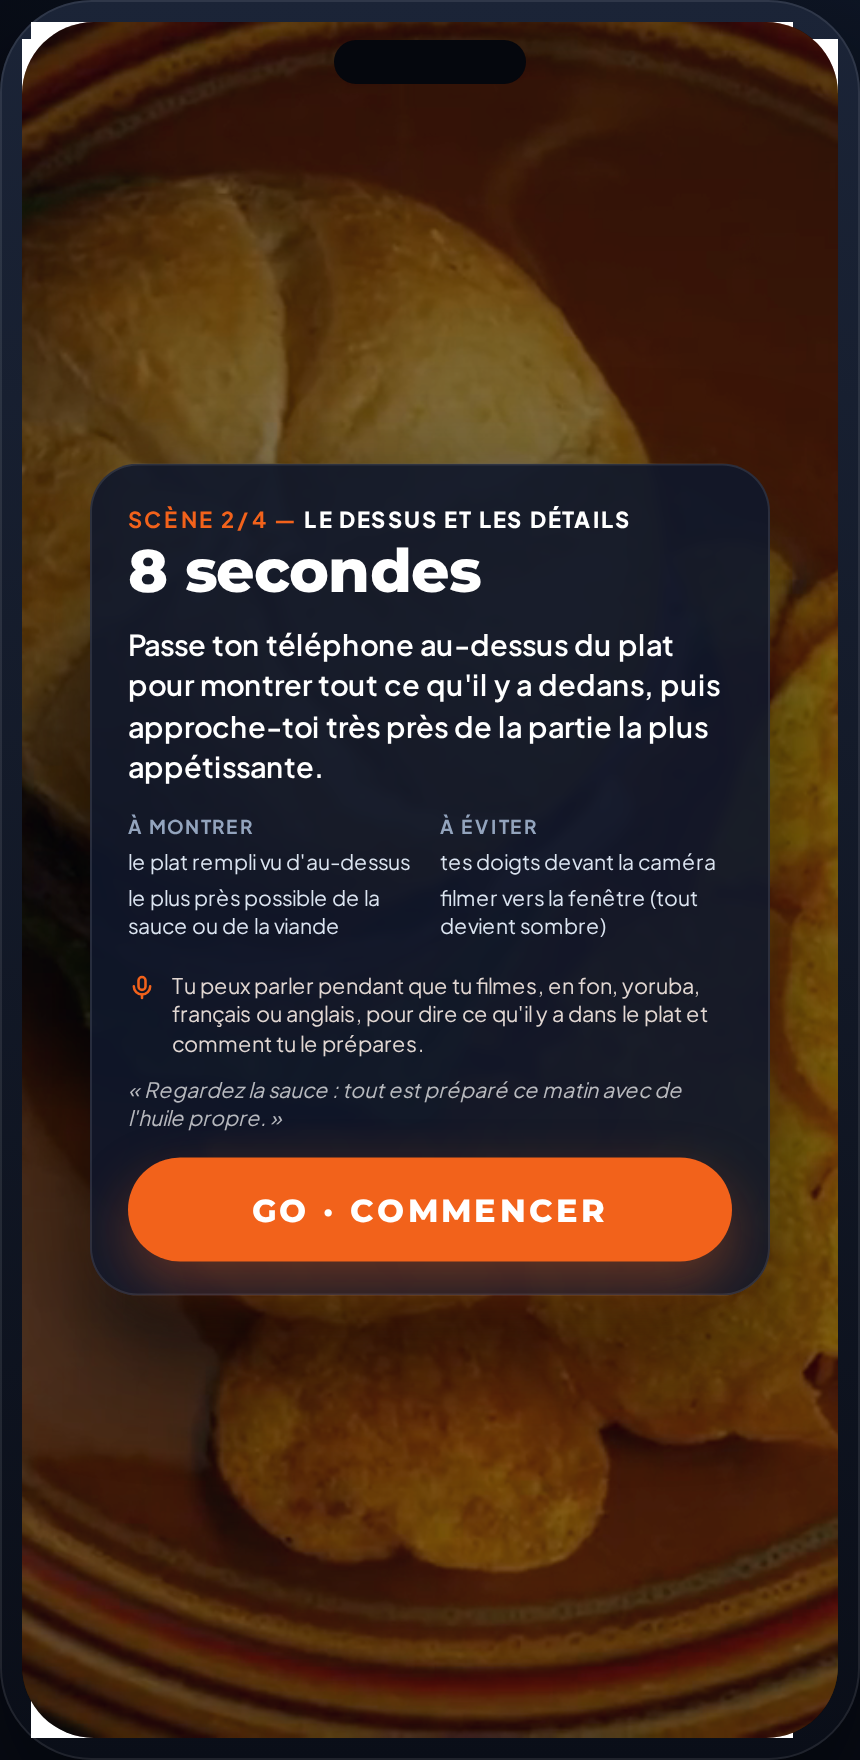 SCÈNE 2/4 — LE DESSUS ET LES DÉTAILS
8 secondes
Passe ton téléphone au-dessus du plat
pour montrer tout ce qu'il y a dedans, puis
approche-toi très près de la partie la plus
appétissante.
À MONTRER
le plat rempli vu d'au-dessus
le plus près possible de la
sauce ou de la viande
À ÉVITER
tes doigts devant la caméra
filmer vers la fenêtre (tout
devient sombre)
Tu peux parler pendant que tu filmes, en fon, yoruba,
français ou anglais, pour dire ce qu'il y a dans le plat et
comment tu le prépares.
« Regardez la sauce : tout est préparé ce matin avec de
l'huile propre. »
GO · COMMENCER